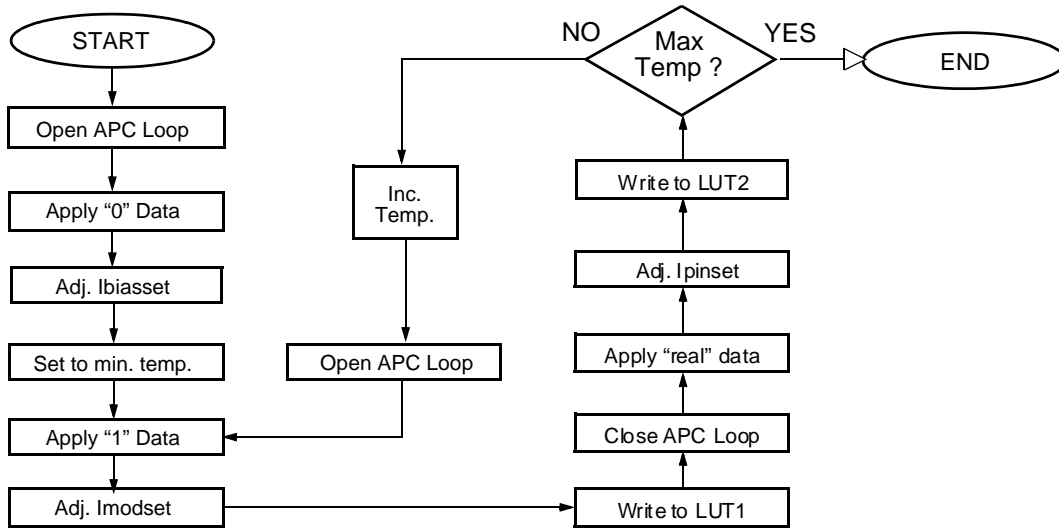 START
Open APC Loop
Apply “0” Data
Adj. Ibiasset
Set to min. temp.
Apply “1” Data
Adj. Imodset
NO
Inc.
Temp.
Open APC Loop
Max
Temp ?
YES
END
Write to LUT2
Adj. Ipinset
Apply “real” data
Close APC Loop
Write to LUT1